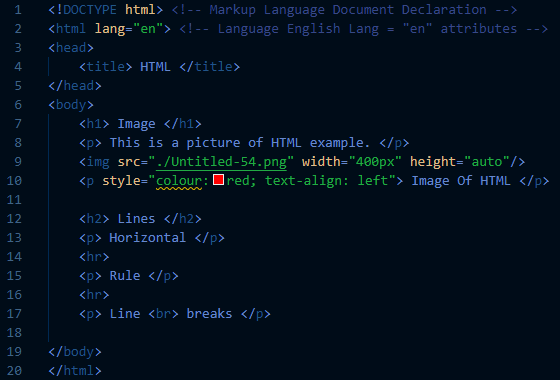 1 <!DOCTYPE html> <!-- Markup Language Document Declaration -->
2 <html lang="en"> <!-- Language English Lang = "en" attributes -->
3 <head>
4     <title> HTML </title>
5 </head>
6 <body>
7     <h1> Image </h1>
8     <p> This is a picture of HTML example. </p>
9     <img src="./Untitled-54.png" width="400px" height="auto"/>
10     <p style="colour: red; text-align: left"> Image Of HTML </p>
11
12     <h2> Lines </h2>
13     <p> Horizontal </p>
14     <hr>
15     <p> Rule </p>
16     <hr>
17     <p> Line <br> breaks </p>
18
19 </body>
20 </html>